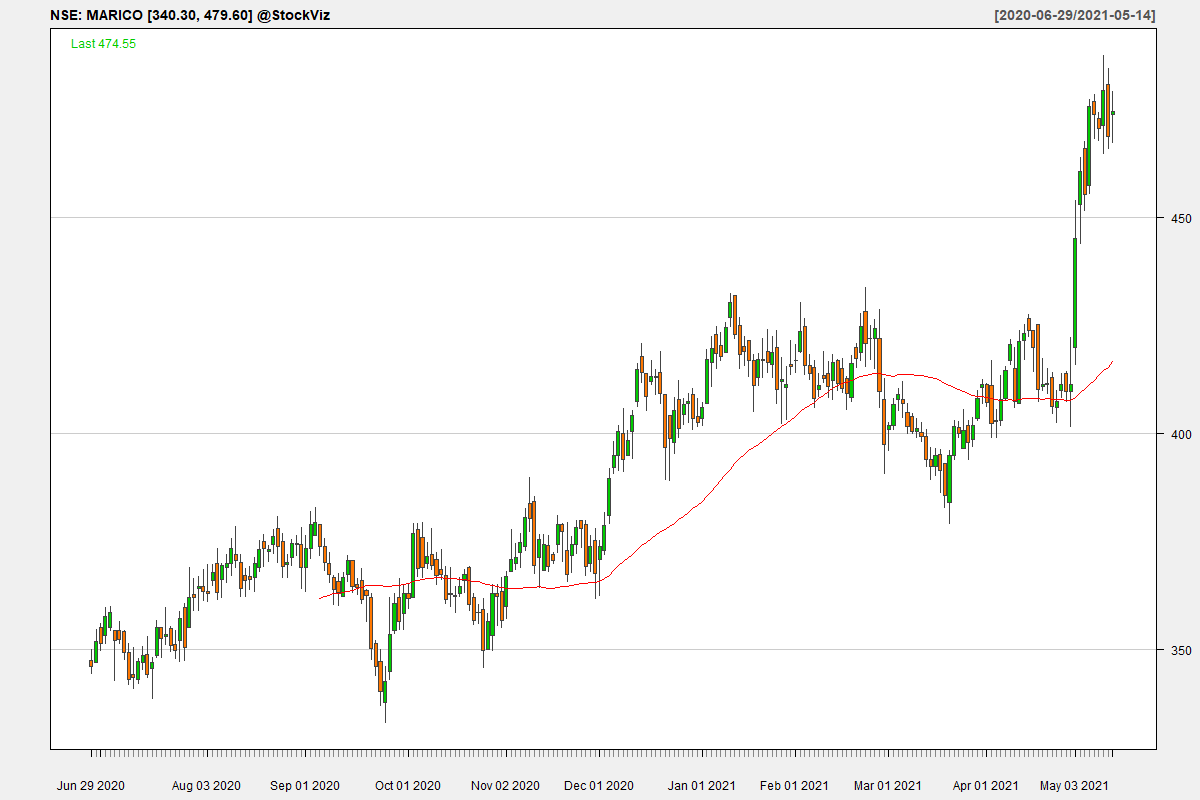 NSE: MARICO [340.30, 479.60] @StockViz [2020-06-29/2021-05-14]
Last 474.55
450
400
350
Jun 29 2020 Aug 03 2020 Sep 01 2020 Oct 01 2020 Nov 02 2020 Dec 01 2020 Jan 01 2021 Feb 01 2021 Mar 01 2021 Apr 01 2021 May 03 2021